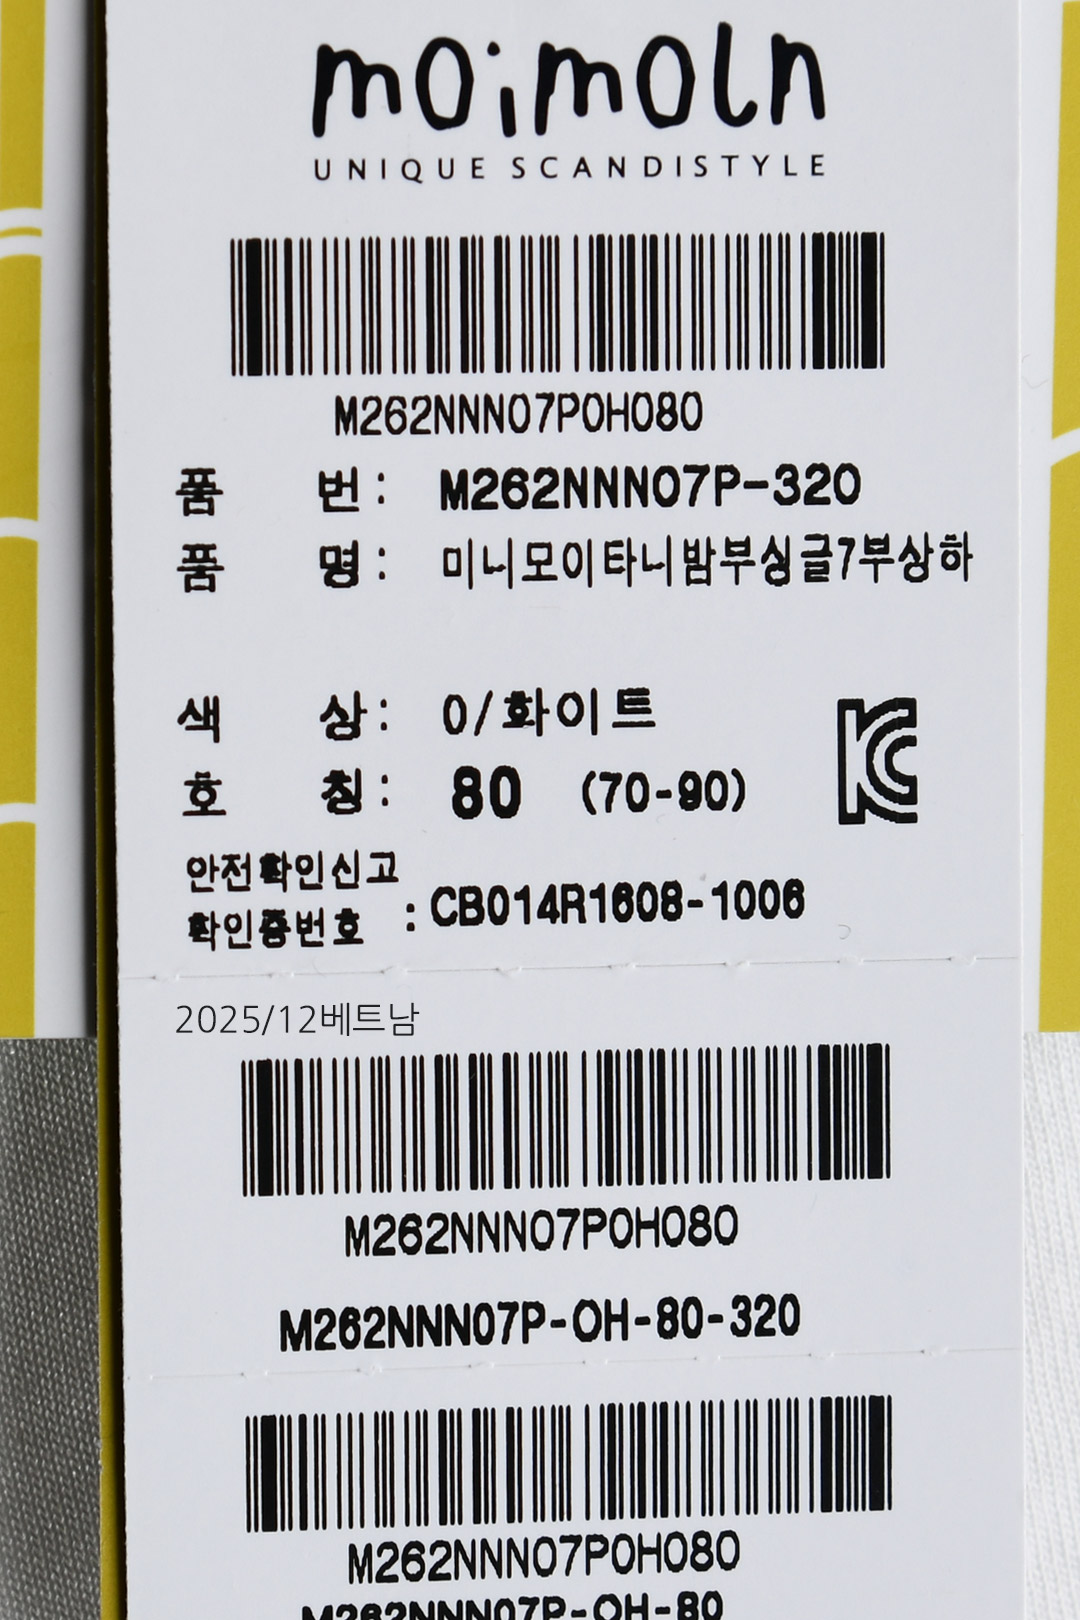 moimoln
UNIQUE SCANDISTYLE
M262NNN07P0H080
품 번 : M262NNN07P-320
품 명 : 미니모이타니밤부싱글7부상하
색 상 : 0/화이트
호 칭 : 80 (70-90)
안전확인신고
확인증번호 : CB014R1608-1006
2025/12베트남
M262NNN07P0H080
M262NNN07P-OH-80-320
M262NNN07P0H080
M262NNN07P-OH-80